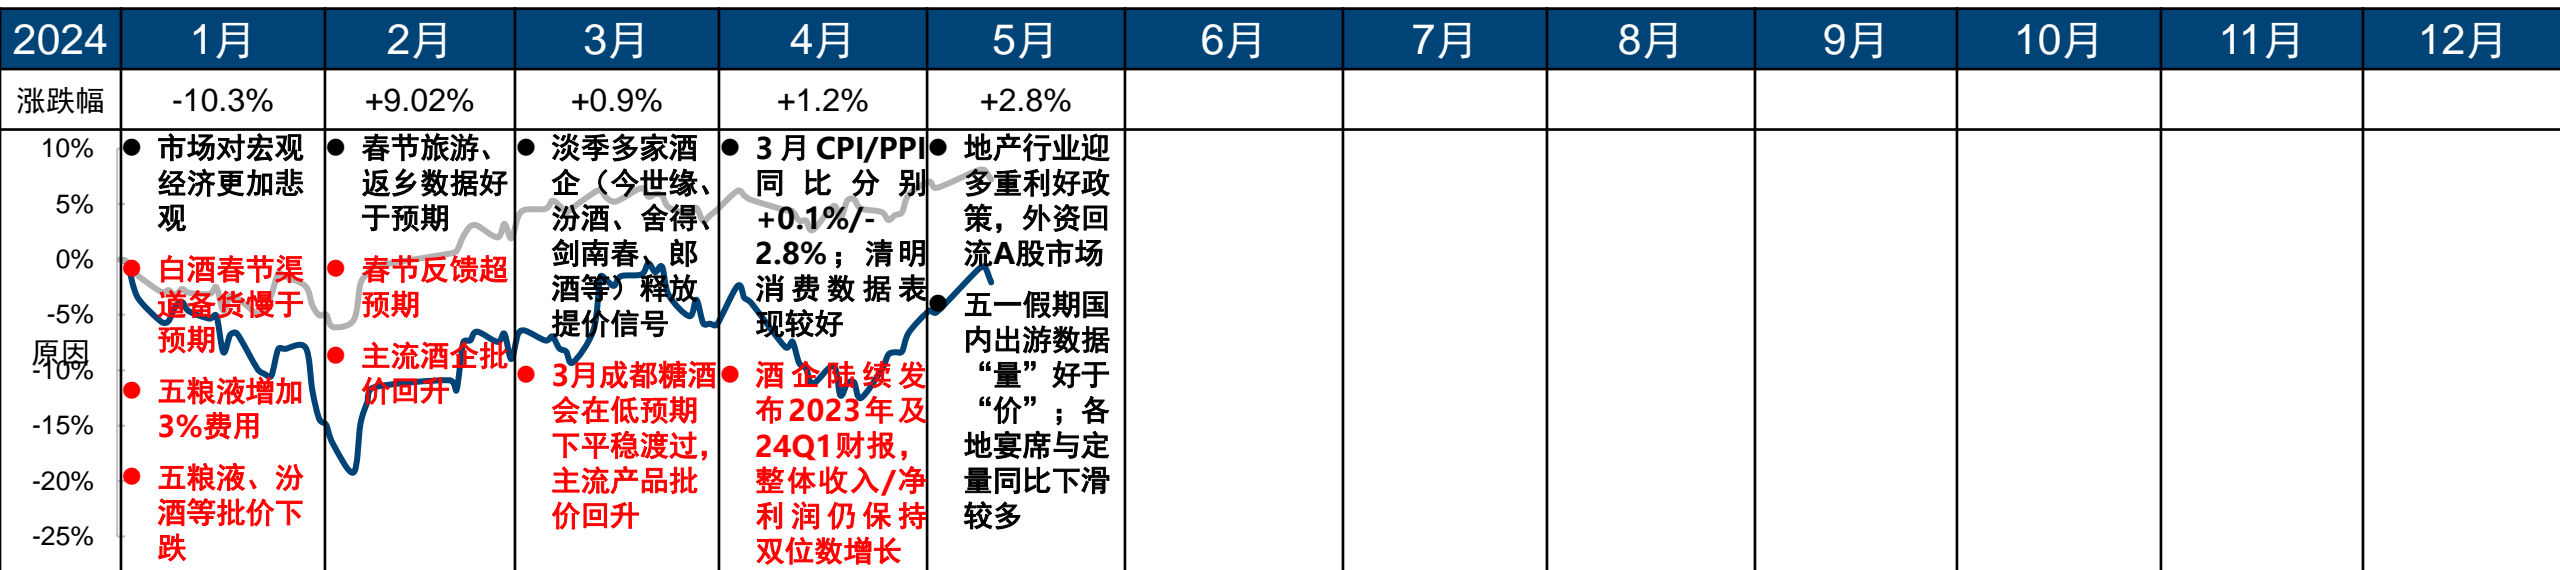 2024 1月 2月 3月 4月 5月 6月 7月 8月 9月 10月 11月 12月
涨跌幅 -10.3% +9.02% +0.9% +1.2% +2.8%
原因
10%
5%
0%
-5%
-10%
-15%
-20%
-25%
● 市场对宏观
经济更加悲
观
● 白酒春节渠
道备货慢于
预期
● 五粮液增加
3%费用
● 五粮液、汾
酒等批价下
跌
● 春节旅游、
返乡数据好
于预期
● 春节反馈超
预期
● 主流酒企批
价回升
● 淡季多家酒
企（今世缘、
汾酒、舍得、
剑南春、郎
酒等）释放
提价信号
● 3月成都糖酒
会在低预期
下平稳渡过，
主流产品批
价回升
● 3月CPI/PPI
同比分别
+0.1%/-
2.8%；清明
消费数据表
现较好
● 酒企陆续发
布2023年及
24Q1财报，
整体收入/净
利润仍保持
双位数增长
● 地产行业迎
多重利好政
策，外资回
流A股市场
● 五一假期国
内出游数据
“量”好于
“价”；各
地宴席与定
量同比下滑
较多